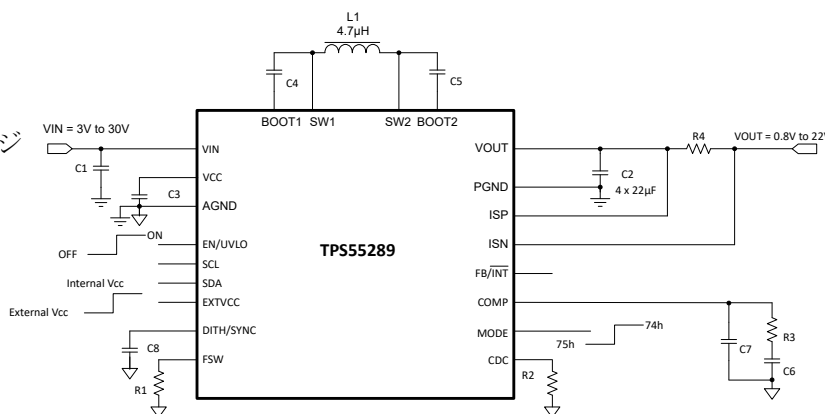 L1
4.7µH
C4
C5
BOOT1 SW1
SW2 BOOT2
ジ
VIN = 3V to 30V
VIN
VOUT
R4
VOUT = 0.8V to 22V
C1
C2
4 x 22µF
VCC
PGND
C3
AGND
ISP
ON
OFF
EN/UVLO
TPS55289
ISN
SCL
FB/INT
Internal Vcc
SDA
External Vcc
EXTVCC
COMP
DITH/SYNC
MODE
74h
75h
C7
R3
C8
FSW
CDC
C6
R1
R2